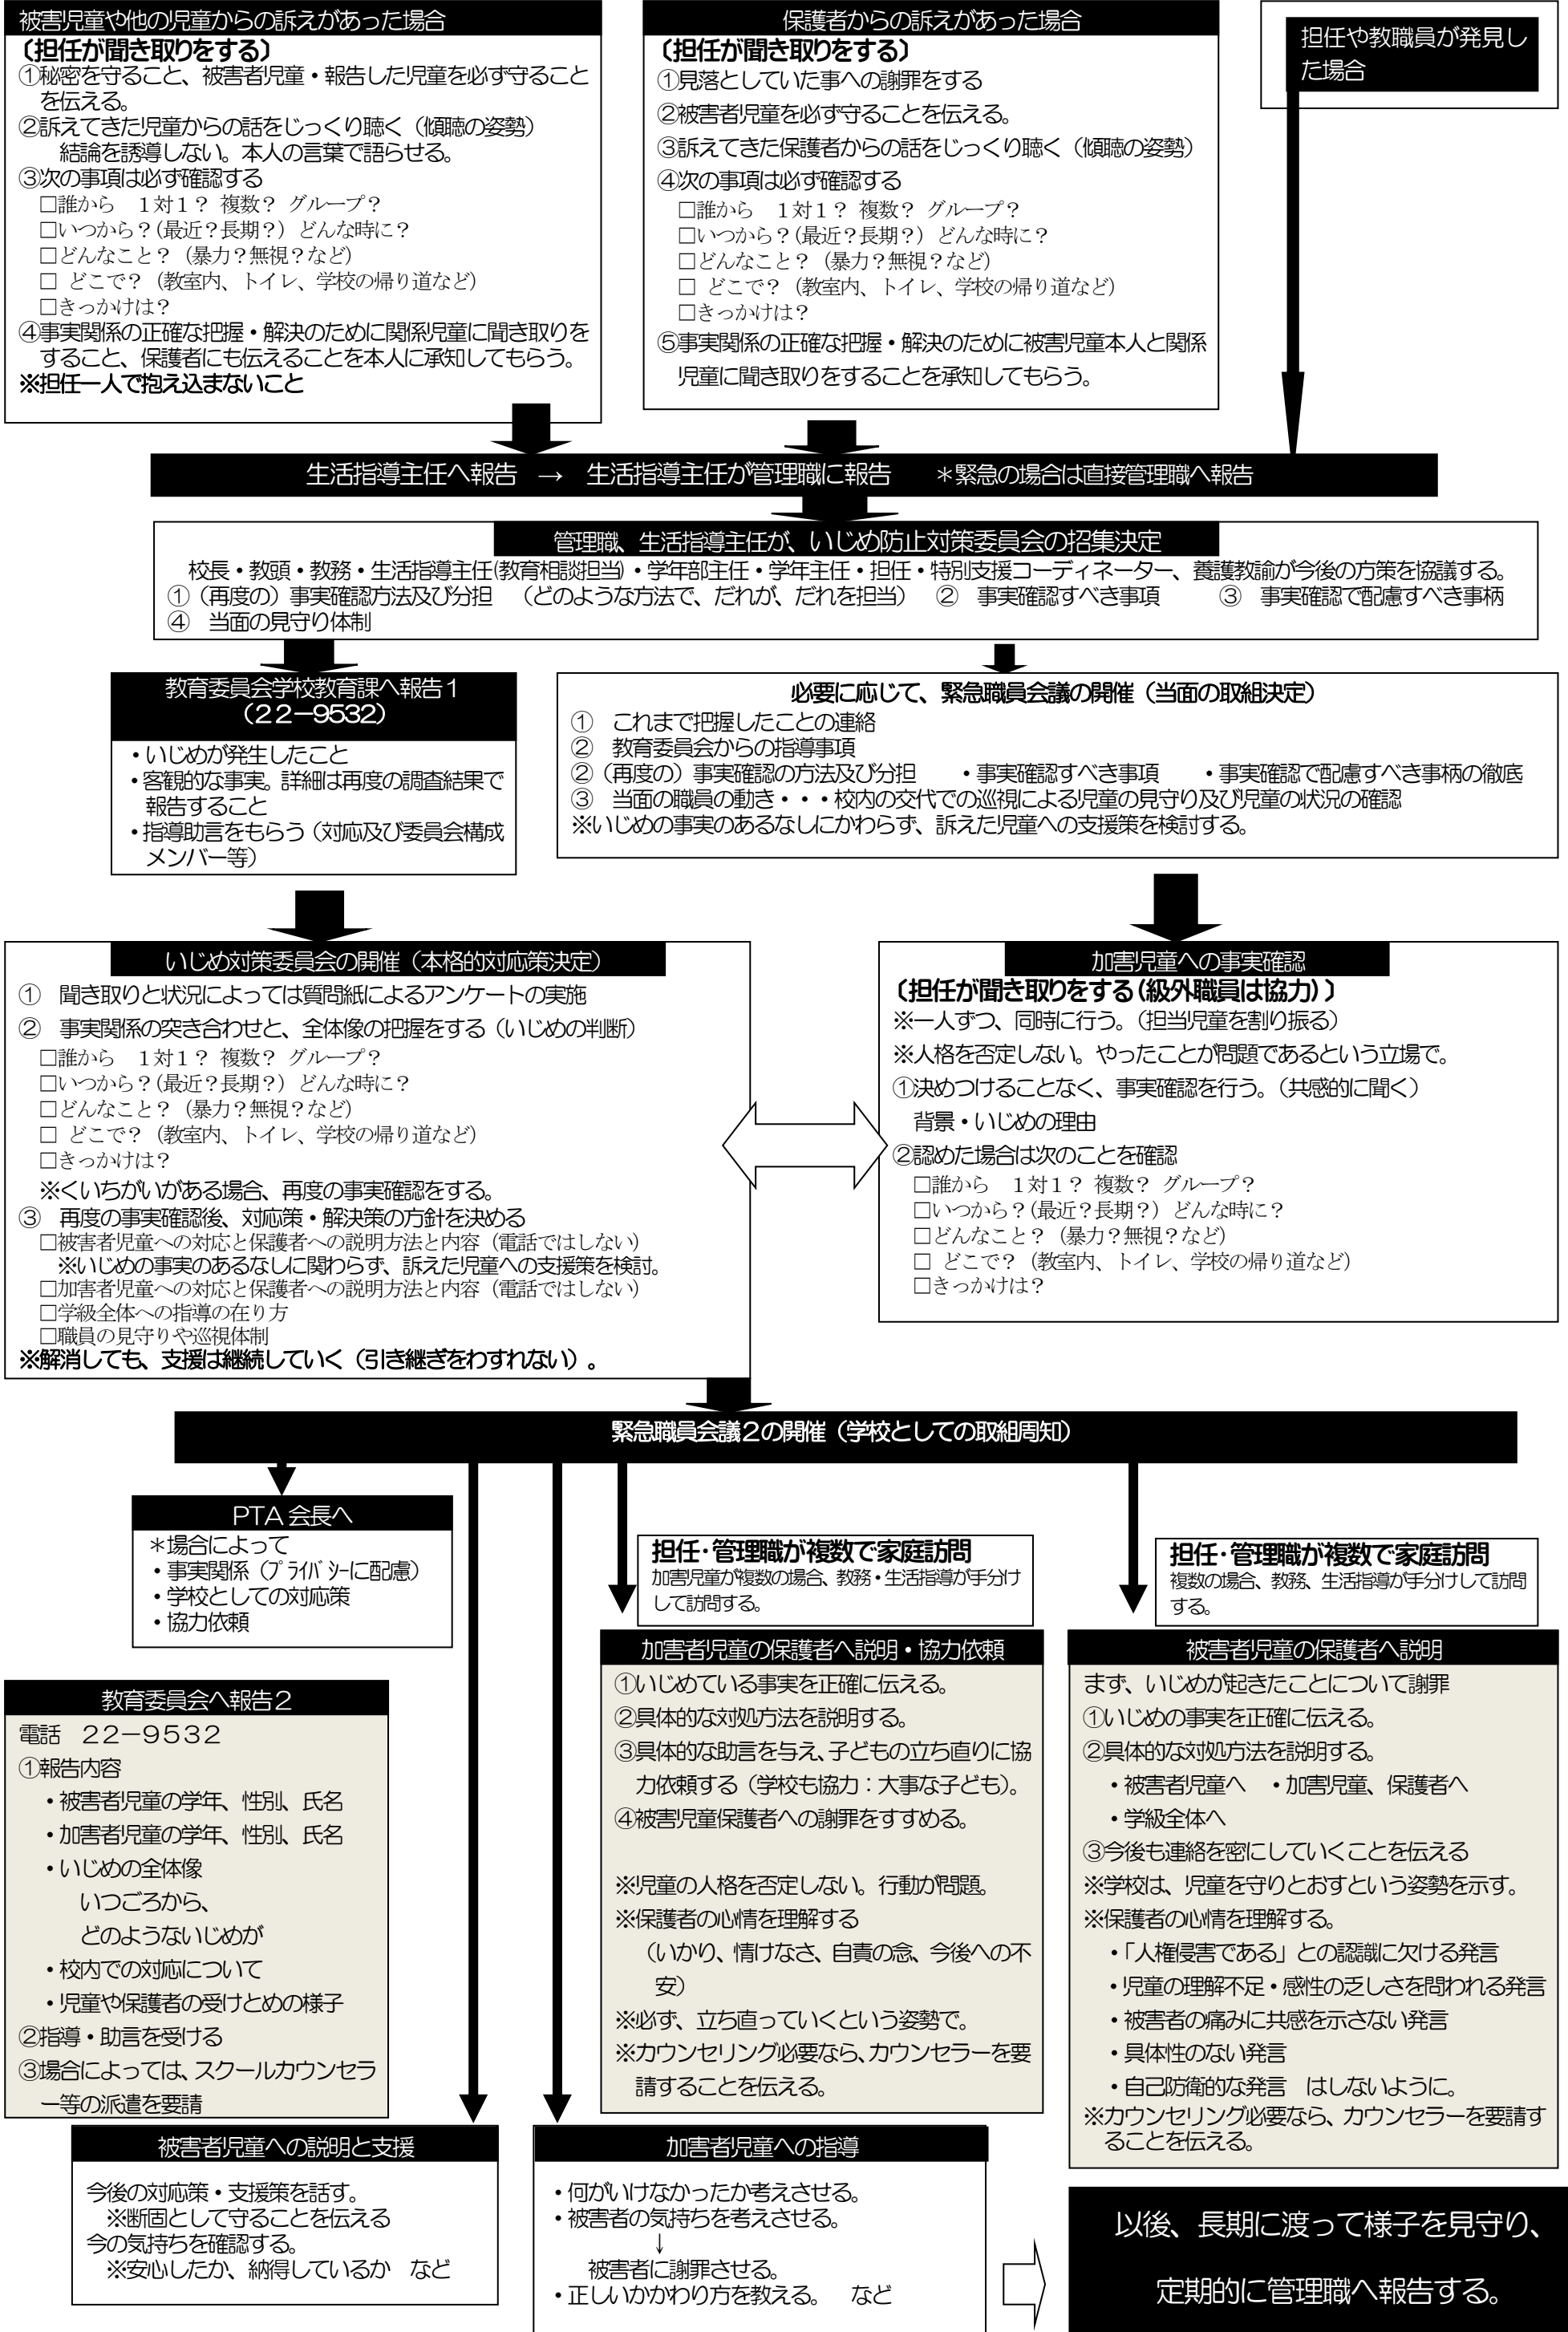 被害児童や他の児童からの訴えがあった場合
〔担任が聞き取りをする〕
①秘密を守ること、被害者児童・報告した児童を必ず守ること
を伝える。
②訴えてきた児童からの話をじっくり聴く（傾聴の姿勢）
結論を誘導しない。本人の言葉で語らせる。
③次の事項は必ず確認する
□誰から　１対１？ 複数？ グループ？
□いつから？(最近？長期？）どんな時に？
□どんなこと？（暴力？無視？など）
□ どこで？（教室内、トイレ、学校の帰り道など）
□きっかけは？
④事実関係の正確な把握・解決のために関係児童に聞き取りを
すること、保護者にも伝えることを本人に承知してもらう。
※担任一人で抱え込まないこと
保護者からの訴えがあった場合
〔担任が聞き取りをする〕
①見落としていた事への謝罪をする
②被害者児童を必ず守ることを伝える。
③訴えてきた保護者からの話をじっくり聴く（傾聴の姿勢）
④次の事項は必ず確認する
□誰から　１対１？ 複数？ グループ？
□いつから？(最近？長期？）どんな時に？
□どんなこと？（暴力？無視？など）
□ どこで？（教室内、トイレ、学校の帰り道など）
□きっかけは？
⑤事実関係の正確な把握・解決のために被害児童本人と関係
児童に聞き取りをすることを承知してもらう。
担任や教職員が発見し
た場合
生活指導主任へ報告　→　生活指導主任が管理職に報告　　＊緊急の場合は直接管理職へ報告
管理職、生活指導主任が、いじめ防止対策委員会の招集決定
校長・教頭・教務・生活指導主任(教育相談担当)・学年部主任・学年主任・担任・特別支援コーディネーター、養護教諭が今後の方策を協議する。
①（再度の）事実確認方法及び分担　（どのような方法で、だれが、だれを担当）　②　事実確認すべき事項　　③　事実確認で配慮すべき事柄
④　当面の見守り体制
教育委員会学校教育課へ報告１
（２２－９５３２）
・いじめが発生したこと
・客観的な事実。詳細は再度の調査結果で
報告すること
・指導助言をもらう（対応及び委員会構成
メンバー等）
必要に応じて、緊急職員会議の開催（当面の取組決定）
①　これまで把握したことの連絡
②　教育委員会からの指導事項
②（再度の）事実確認の方法及び分担　　・事実確認すべき事項　　・事実確認で配慮すべき事柄の徹底
③　当面の職員の動き・・・校内の交代での巡視による児童の見守り及び児童の状況の確認
※いじめの事実のあるなしにかわらず、訴えた児童への支援策を検討する。
いじめ対策委員会の開催（本格的対応策決定）
①　聞き取りと状況によっては質問紙によるアンケートの実施
②　事実関係の突き合わせと、全体像の把握をする（いじめの判断）
□誰から　１対１？ 複数？ グループ？
□いつから？(最近？長期？）どんな時に？
□どんなこと？（暴力？無視？など）
□ どこで？（教室内、トイレ、学校の帰り道など）
□きっかけは？
※くいちがいがある場合、再度の事実確認をする。
③　再度の事実確認後、対応策・解決策の方針を決める
□被害者児童への対応と保護者への説明方法と内容（電話ではしない）
※いじめの事実のあるなしに関わらず、訴えた児童への支援策を検討。
□加害者児童への対応と保護者への説明方法と内容（電話ではしない）
□学級全体への指導の在り方
□職員の見守りや巡視体制
※解消しても、支援は継続していく（引き継ぎをわすれない）。
加害児童への事実確認
〔担任が聞き取りをする(級外職員は協力)〕
※一人ずつ、同時に行う。（担当児童を割り振る）
※人格を否定しない。やったことが問題であるという立場で。
①決めつけることなく、事実確認を行う。（共感的に聞く）
背景・いじめの理由
②認めた場合は次のことを確認
□誰から　１対１？ 複数？ グループ？
□いつから？(最近？長期？）どんな時に？
□どんなこと？（暴力？無視？など）
□ どこで？（教室内、トイレ、学校の帰り道など）
□きっかけは？
緊急職員会議２の開催（学校としての取組周知）
PTA 会長へ
＊場合によって
・事実関係（ﾌﾟﾗｲﾊﾞｼｰに配慮）
・学校としての対応策
・協力依頼
担任・管理職が複数で家庭訪問
加害児童が複数の場合、教務・生活指導が手分け
して訪問する。
担任・管理職が複数で家庭訪問
複数の場合、教務、生活指導が手分けして訪問
する。
教育委員会へ報告２
電話　２２－９５３２
①報告内容
・被害者児童の学年、性別、氏名
・加害者児童の学年、性別、氏名
・いじめの全体像
いつごろから、
どのようないじめが
・校内での対応について
・児童や保護者の受けとめの様子
②指導・助言を受ける
③場合によっては、スクールカウンセラ
ー等の派遣を要請
加害者児童の保護者へ説明・協力依頼
①いじめている事実を正確に伝える。
②具体的な対処方法を説明する。
③具体的な助言を与え、子どもの立ち直りに協
力依頼する（学校も協力：大事な子ども）。
④被害児童保護者への謝罪をすすめる。
※児童の人格を否定しない。行動が問題。
※保護者の心情を理解する
（いかり、情けなさ、自責の念、今後への不
安）
※必ず、立ち直っていくという姿勢で。
※カウンセリング必要なら、カウンセラーを要
請することを伝える。
被害者児童の保護者へ説明
まず、いじめが起きたことについて謝罪
①いじめの事実を正確に伝える。
②具体的な対処方法を説明する。
・被害者児童へ　・加害児童、保護者へ
・学級全体へ
③今後も連絡を密にしていくことを伝える
※学校は、児童を守りとおすという姿勢を示す。
※保護者の心情を理解する。
・「人権侵害である」との認識に欠ける発言
・児童の理解不足・感性の乏しさを問われる発言
・被害者の痛みに共感を示さない発言
・具体性のない発言
・自己防衛的な発言　はしないように。
※カウンセリング必要なら、カウンセラーを要請す
ることを伝える。
被害者児童への説明と支援
今後の対応策・支援策を話す。
※断固として守ることを伝える
今の気持ちを確認する。
※安心したか、納得しているか　など
加害者児童への指導
・何がいけなかったか考えさせる。
・被害者の気持ちを考えさせる。
↓
被害者に謝罪させる。
・正しいかかわり方を教える。　など
以後、長期に渡って様子を見守り、
定期的に管理職へ報告する。